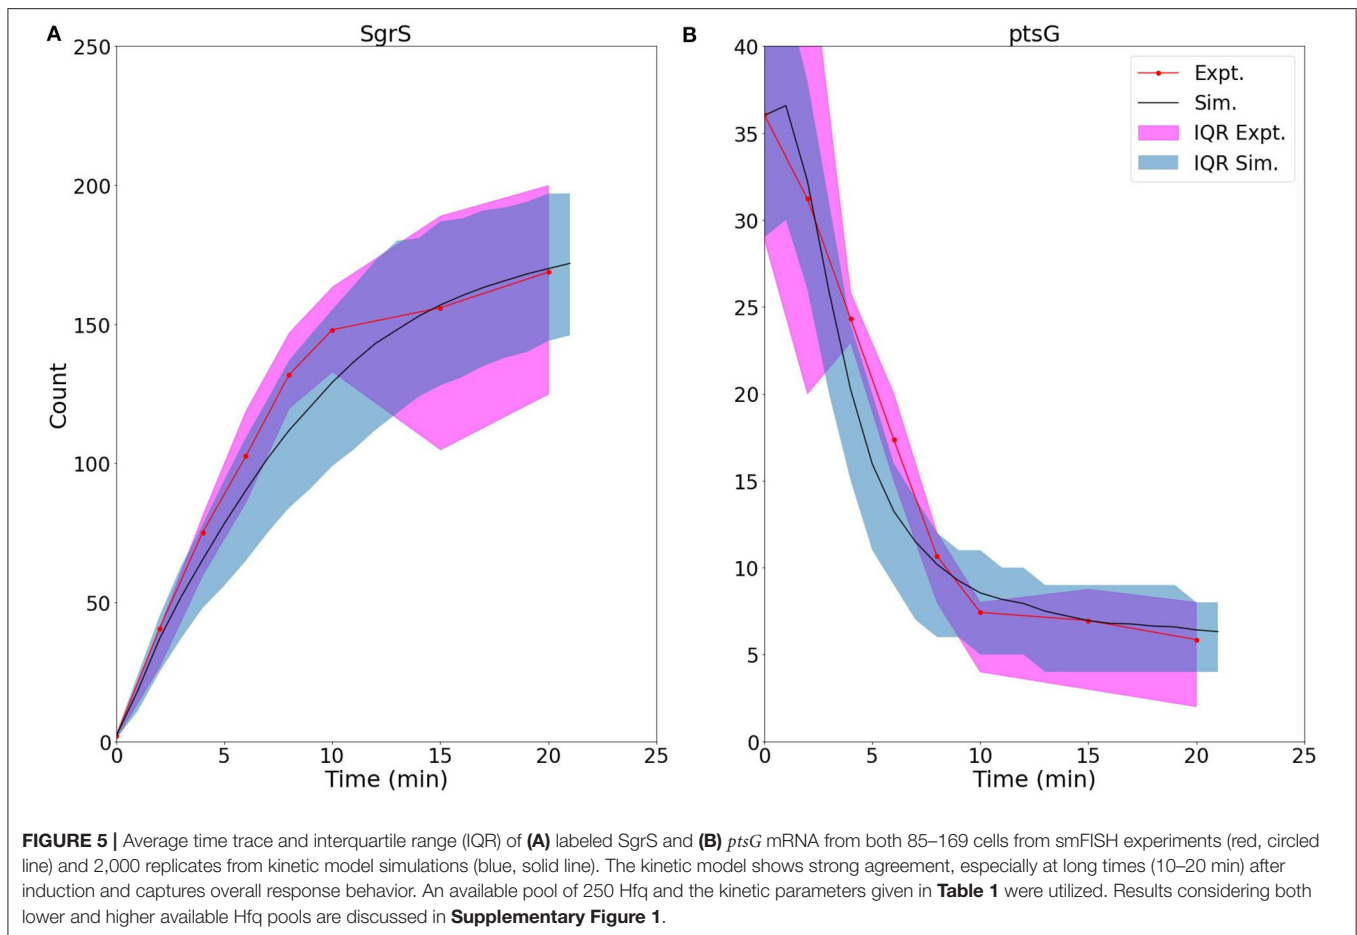 A
SgrS
250
200
150
100
50
0
Count
0 5 10 15 20 25
Time (min)
B
ptsG
40
35
30
25
20
15
10
5
0
0 5 10 15 20 25
Time (min)
Expt.
Sim.
IQR Expt.
IQR Sim.
FIGURE 5 | Average time trace and interquartile range (IQR) of (A) labeled SgrS and (B) ptsG mRNA from both 85–169 cells from smFISH experiments (red, circled
line) and 2,000 replicates from kinetic model simulations (blue, solid line). The kinetic model shows strong agreement, especially at long times (10–20 min) after
induction and captures overall response behavior. An available pool of 250 Hfq and the kinetic parameters given in Table 1 were utilized. Results considering both
lower and higher available Hfq pools are discussed in Supplementary Figure 1.